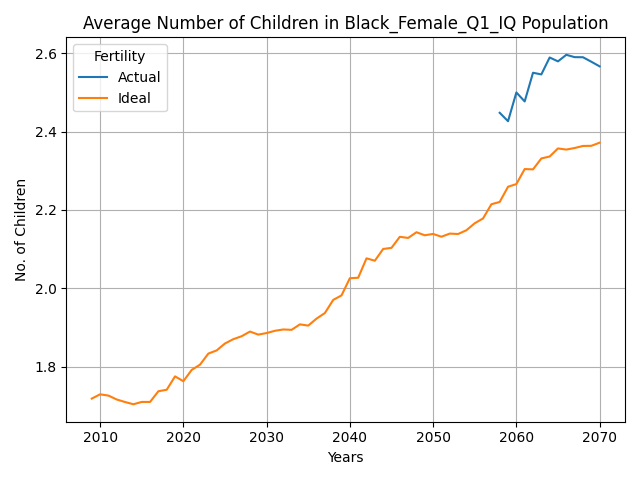 Average Number of Children in Black_Female_Q1_IQ Population
Fertility
Actual
Ideal
2.6
2.4
2.2
2.0
1.8
No. of Children
2010 2020 2030 2040 2050 2060 2070
Years